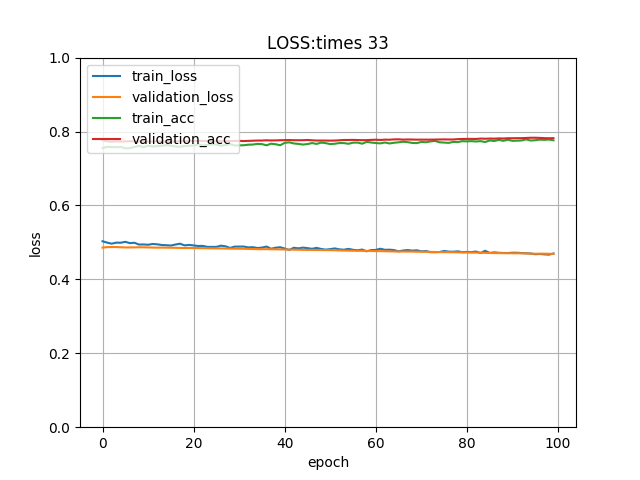 LOSS:times 33
1.0
0.8
0.6
0.4
0.2
0.0
loss
train_loss
validation_loss
train_acc
validation_acc
0 20 40 60 80 100
epoch